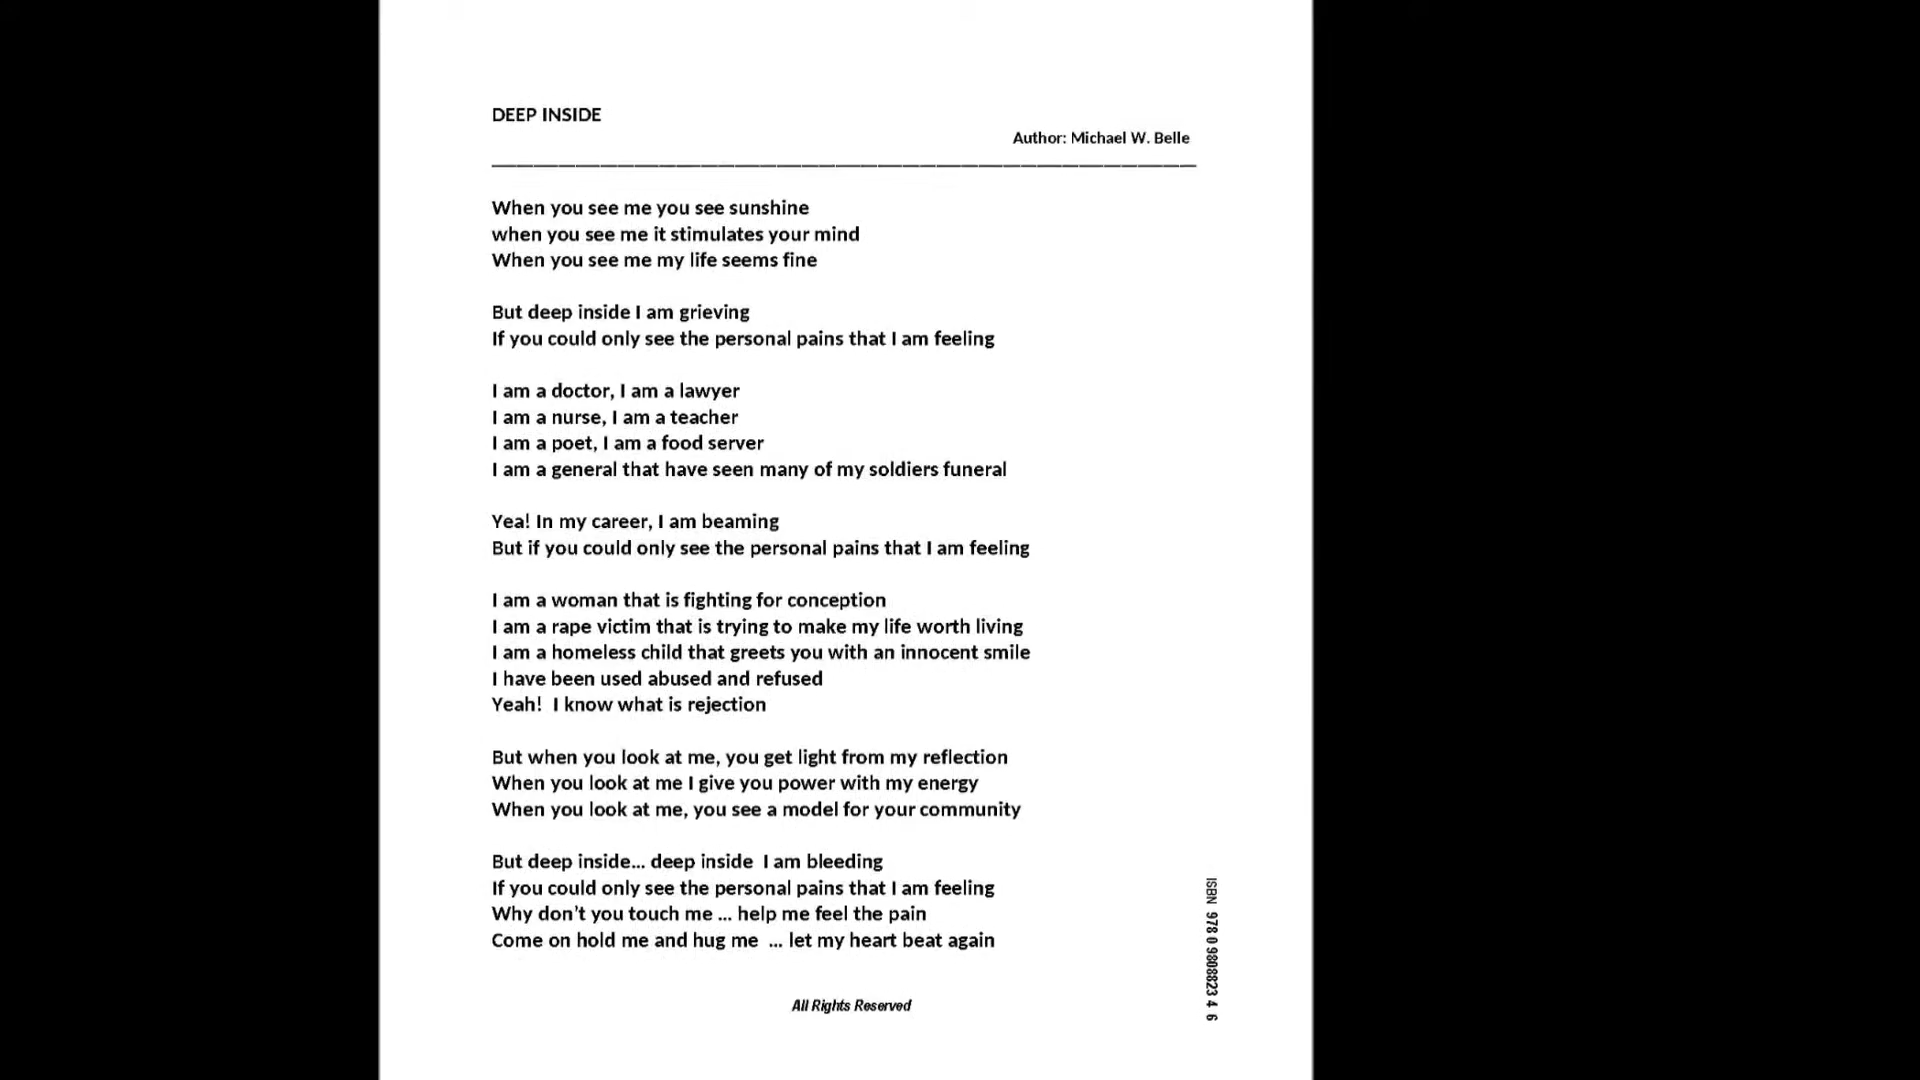 DEEP INSIDE
Author: Michael W. Belle
When you see me you see sunshine
when you see me it stimulates your mind
When you see me my life seems fine
But deep inside I am grieving
If you could only see the personal pains that I am feeling
I am a doctor, I am a lawyer
I am a nurse, I am a teacher
I am a poet, I am a food server
I am a general that have seen many of my soldiers funeral
Yea! In my career, I am beaming
But if you could only see the personal pains that I am feeling
I am a woman that is fighting for conception
I am a rape victim that is trying to make my life worth living
I am a homeless child that greets you with an innocent smile
I have been used abused and refused
Yeah!  I know what is rejection
But when you look at me, you get light from my reflection
When you look at me I give you power with my energy
When you look at me, you see a model for your community
But deep inside... deep inside  I am bleeding
If you could only see the personal pains that I am feeling
Why don't you touch me ... help me feel the pain
Come on hold me and hug me  ... let my heart beat again
All Rights Reserved
ISBN 978 0 9808823 4 6